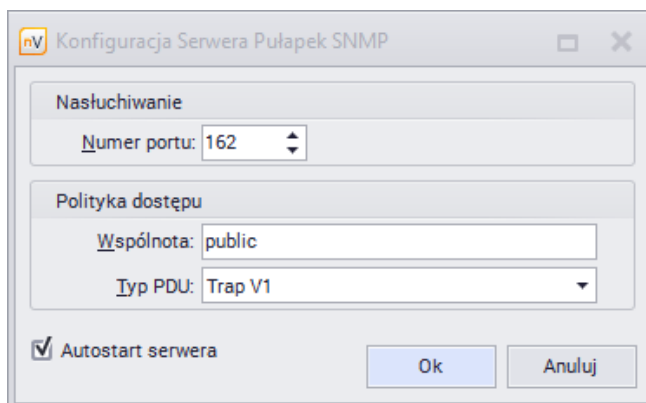 nV Konfiguracja Serwera Pułapek SNMP
Nasłuchiwanie
Numer portu: 162
Polityka dostępu
Wspólnota: public
Typ PDU: Trap V1
Autostart serwera
Ok Anuluj